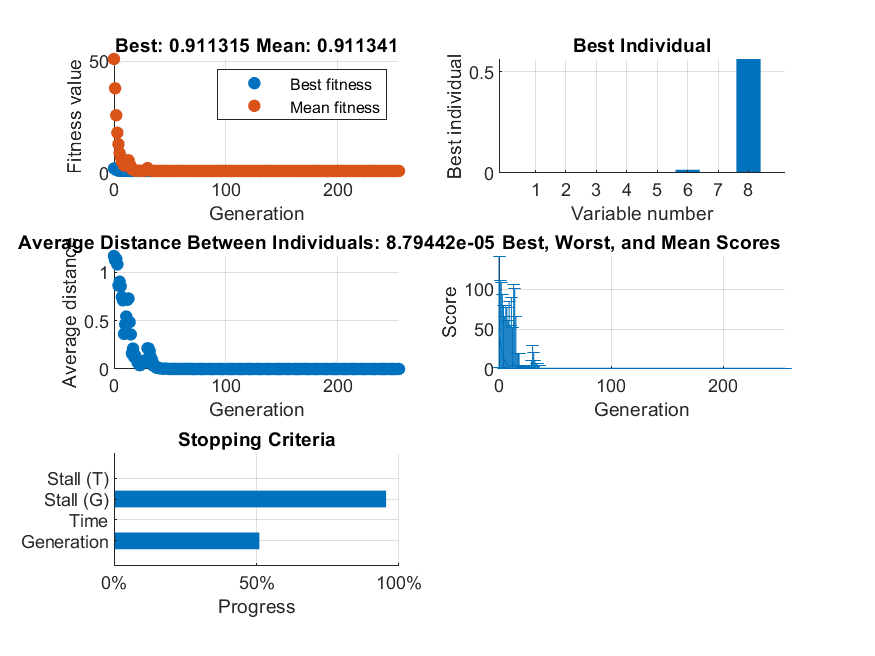 Best: 0.911315 Mean: 0.911341
Fitness value
50
0
Best fitness
Mean fitness
0 100 200
Generation
Best Individual
Best individual
0.5
0
1 2 3 4 5 6 7 8
Variable number
Average Distance Between Individuals: 8.79442e-05
Average distance
1
0.5
0
0 100 200
Generation
Best, Worst, and Mean Scores
Score
100
50
0
0 100 200
Generation
Stopping Criteria
Stall (T)
Stall (G)
Time
Generation
0% 50% 100%
Progress